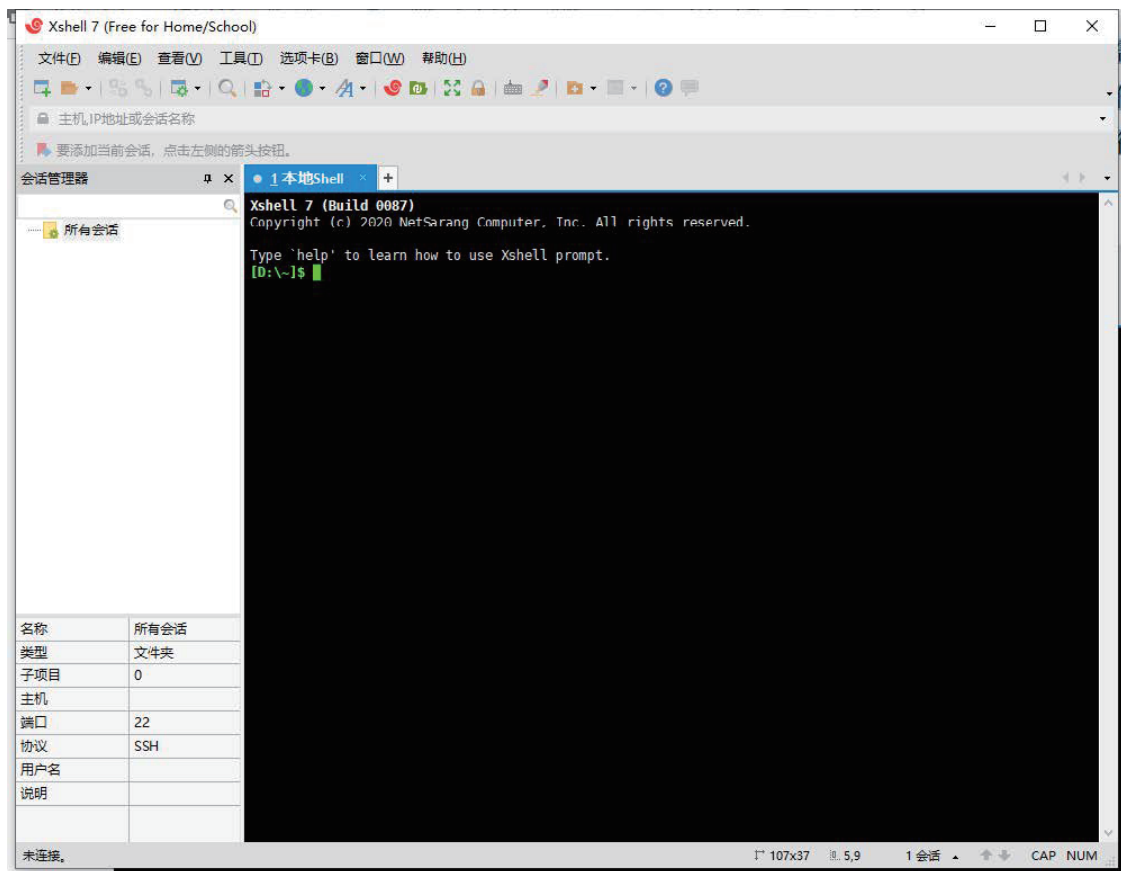 Xshell 7 (Free for Home/School)
文件(F) 编辑(E) 查看(V) 工具(T) 选项卡(B) 窗口(W) 帮助(H)
主机,IP地址或会话名称
要添加当前会话, 点击左侧的箭头按钮。
会话管理器
1 本地Shell
所有会话
Xshell 7 (Build 0087)
Copyright (c) 2020 NetSarang Computer, Inc. All rights reserved.
Type `help' to learn how to use Xshell prompt.
[D:\~]$
名称 所有会话
类型 文件夹
子项目 0
主机
端口 22
协议 SSH
用户名
说明
未连接。 107x37 5,9 1 会话 CAP NUM